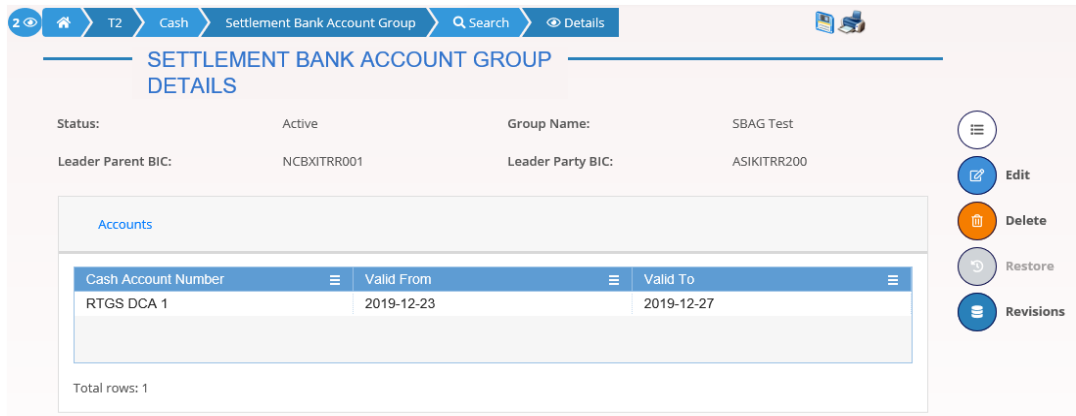 2 T2 Cash Settlement Bank Account Group Search Details
SETTLEMENT BANK ACCOUNT GROUP
DETAILS
Status: Active Group Name: SBAG Test
Leader Parent BIC: NCBXITRR001 Leader Party BIC: ASIKITRR200
Edit
Delete
Restore
Revisions
Accounts
Cash Account Number Valid From Valid To
RTGS DCA 1 2019-12-23 2019-12-27
Total rows: 1